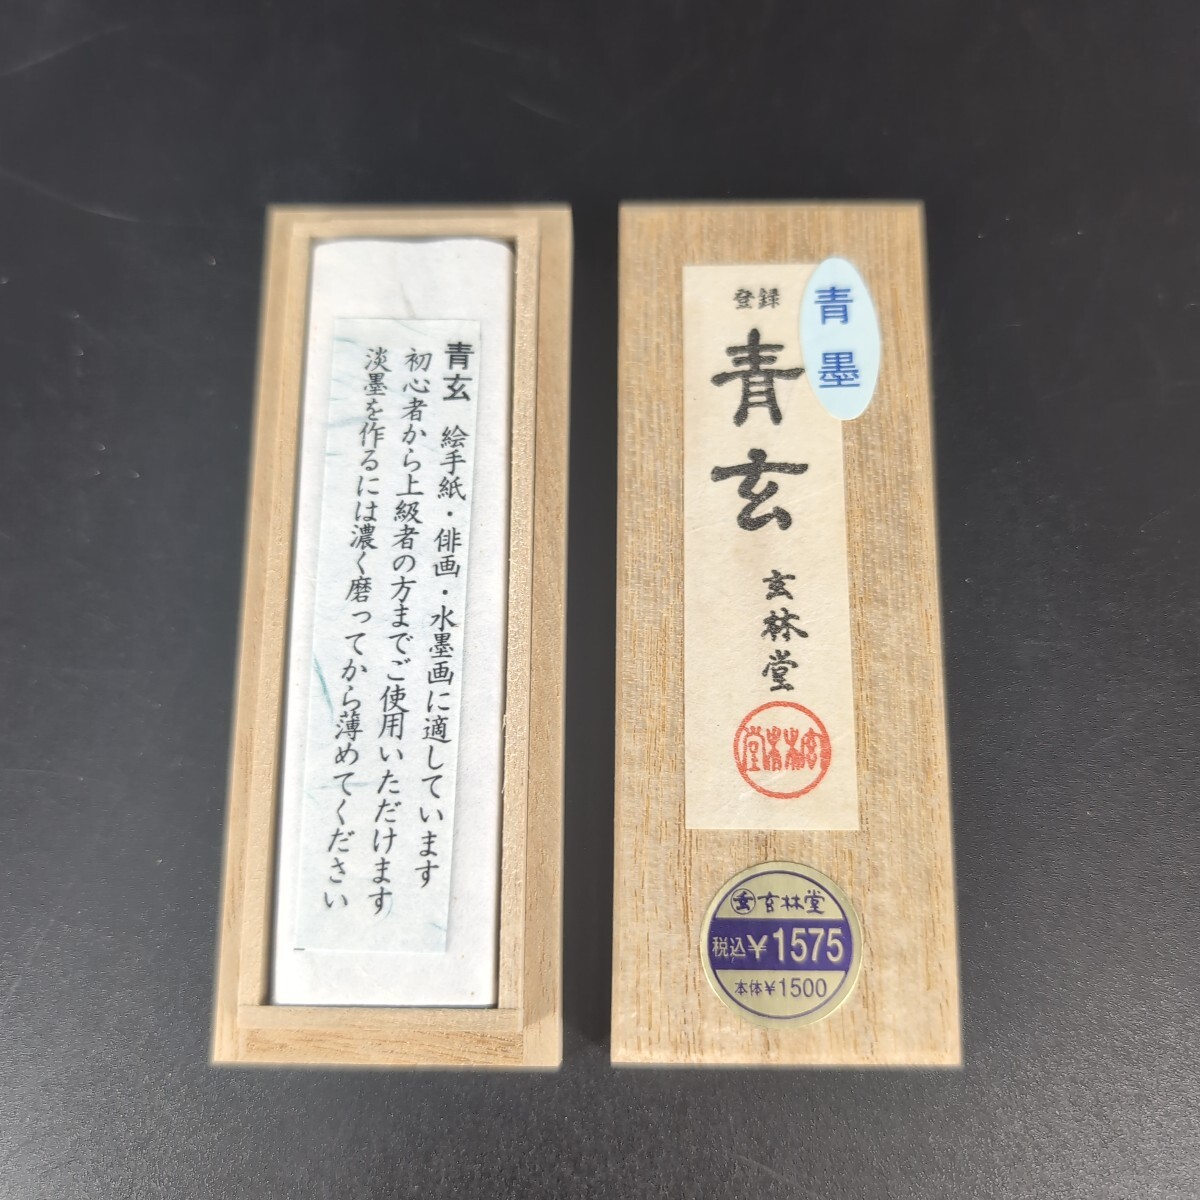 青玄 絵手紙・俳画・水墨画に適しています
初心者から上級者の方までご使用いただけます
淡墨を作るには濃く磨ってから薄めてください
登録
青玄
玄林堂
玄林堂
青墨
玄 玄林堂
税込¥1575
本体¥1500